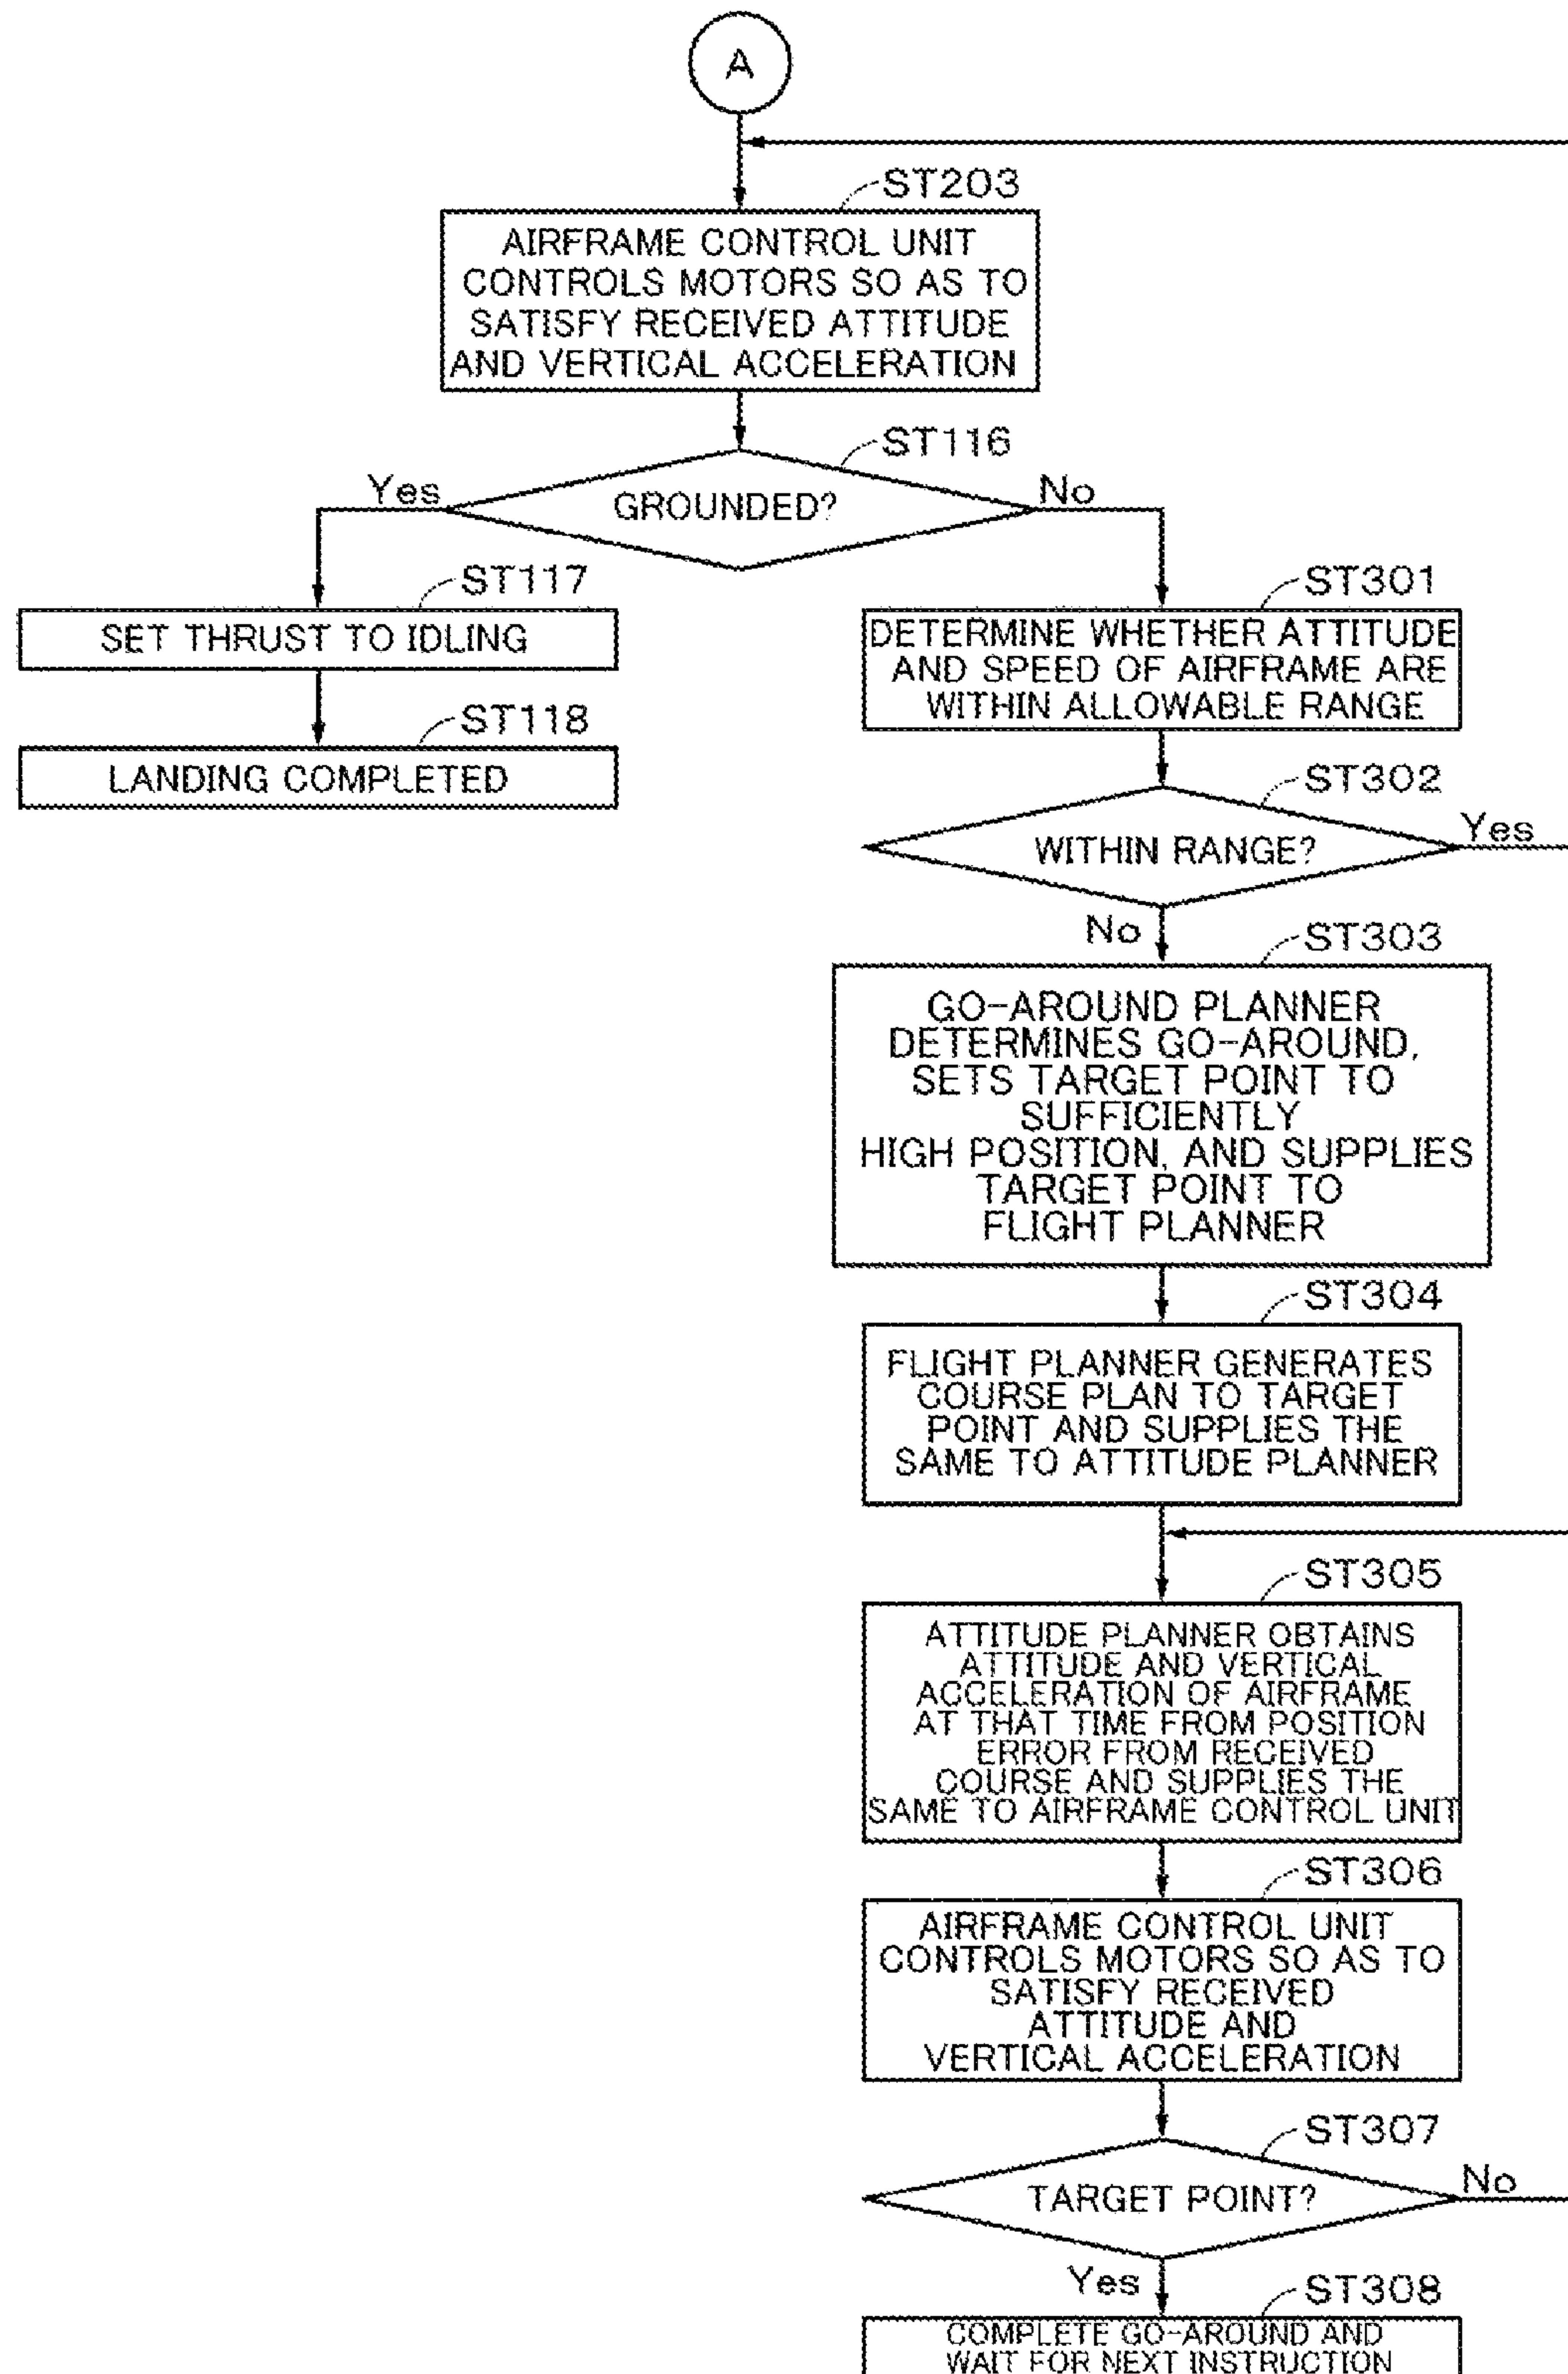 A
ST203
AIRFRAME CONTROL UNIT
CONTROLS MOTORS SO AS TO
SATISFY RECEIVED ATTITUDE
AND VERTICAL ACCELERATION
ST116
Yes
GROUNDED?
No
ST117
SET THRUST TO IDLING
ST118
LANDING COMPLETED
ST301
DETERMINE WHETHER ATTITUDE
AND SPEED OF AIRFRAME ARE
WITHIN ALLOWABLE RANGE
ST302
WITHIN RANGE?
Yes
No
ST303
GO-AROUND PLANNER
DETERMINES GO-AROUND,
SETS TARGET POINT TO
SUFFICIENTLY
HIGH POSITION, AND SUPPLIES
TARGET POINT TO
FLIGHT PLANNER
ST304
FLIGHT PLANNER GENERATES
COURSE PLAN TO TARGET
POINT AND SUPPLIES THE
SAME TO ATTITUDE PLANNER
ST305
ATTITUDE PLANNER OBTAINS
ATTITUDE AND VERTICAL
ACCELERATION OF AIRFRAME
AT THAT TIME FROM POSITION
ERROR FROM RECEIVED
COURSE AND SUPPLIES THE
SAME TO AIRFRAME CONTROL UNIT
ST306
AIRFRAME CONTROL UNIT
CONTROLS MOTORS SO AS TO
SATISFY RECEIVED
ATTITUDE AND
VERTICAL ACCELERATION
ST307
TARGET POINT?
No
Yes
ST308
COMPLETE GO-AROUND AND
WAIT FOR NEXT INSTRUCTION